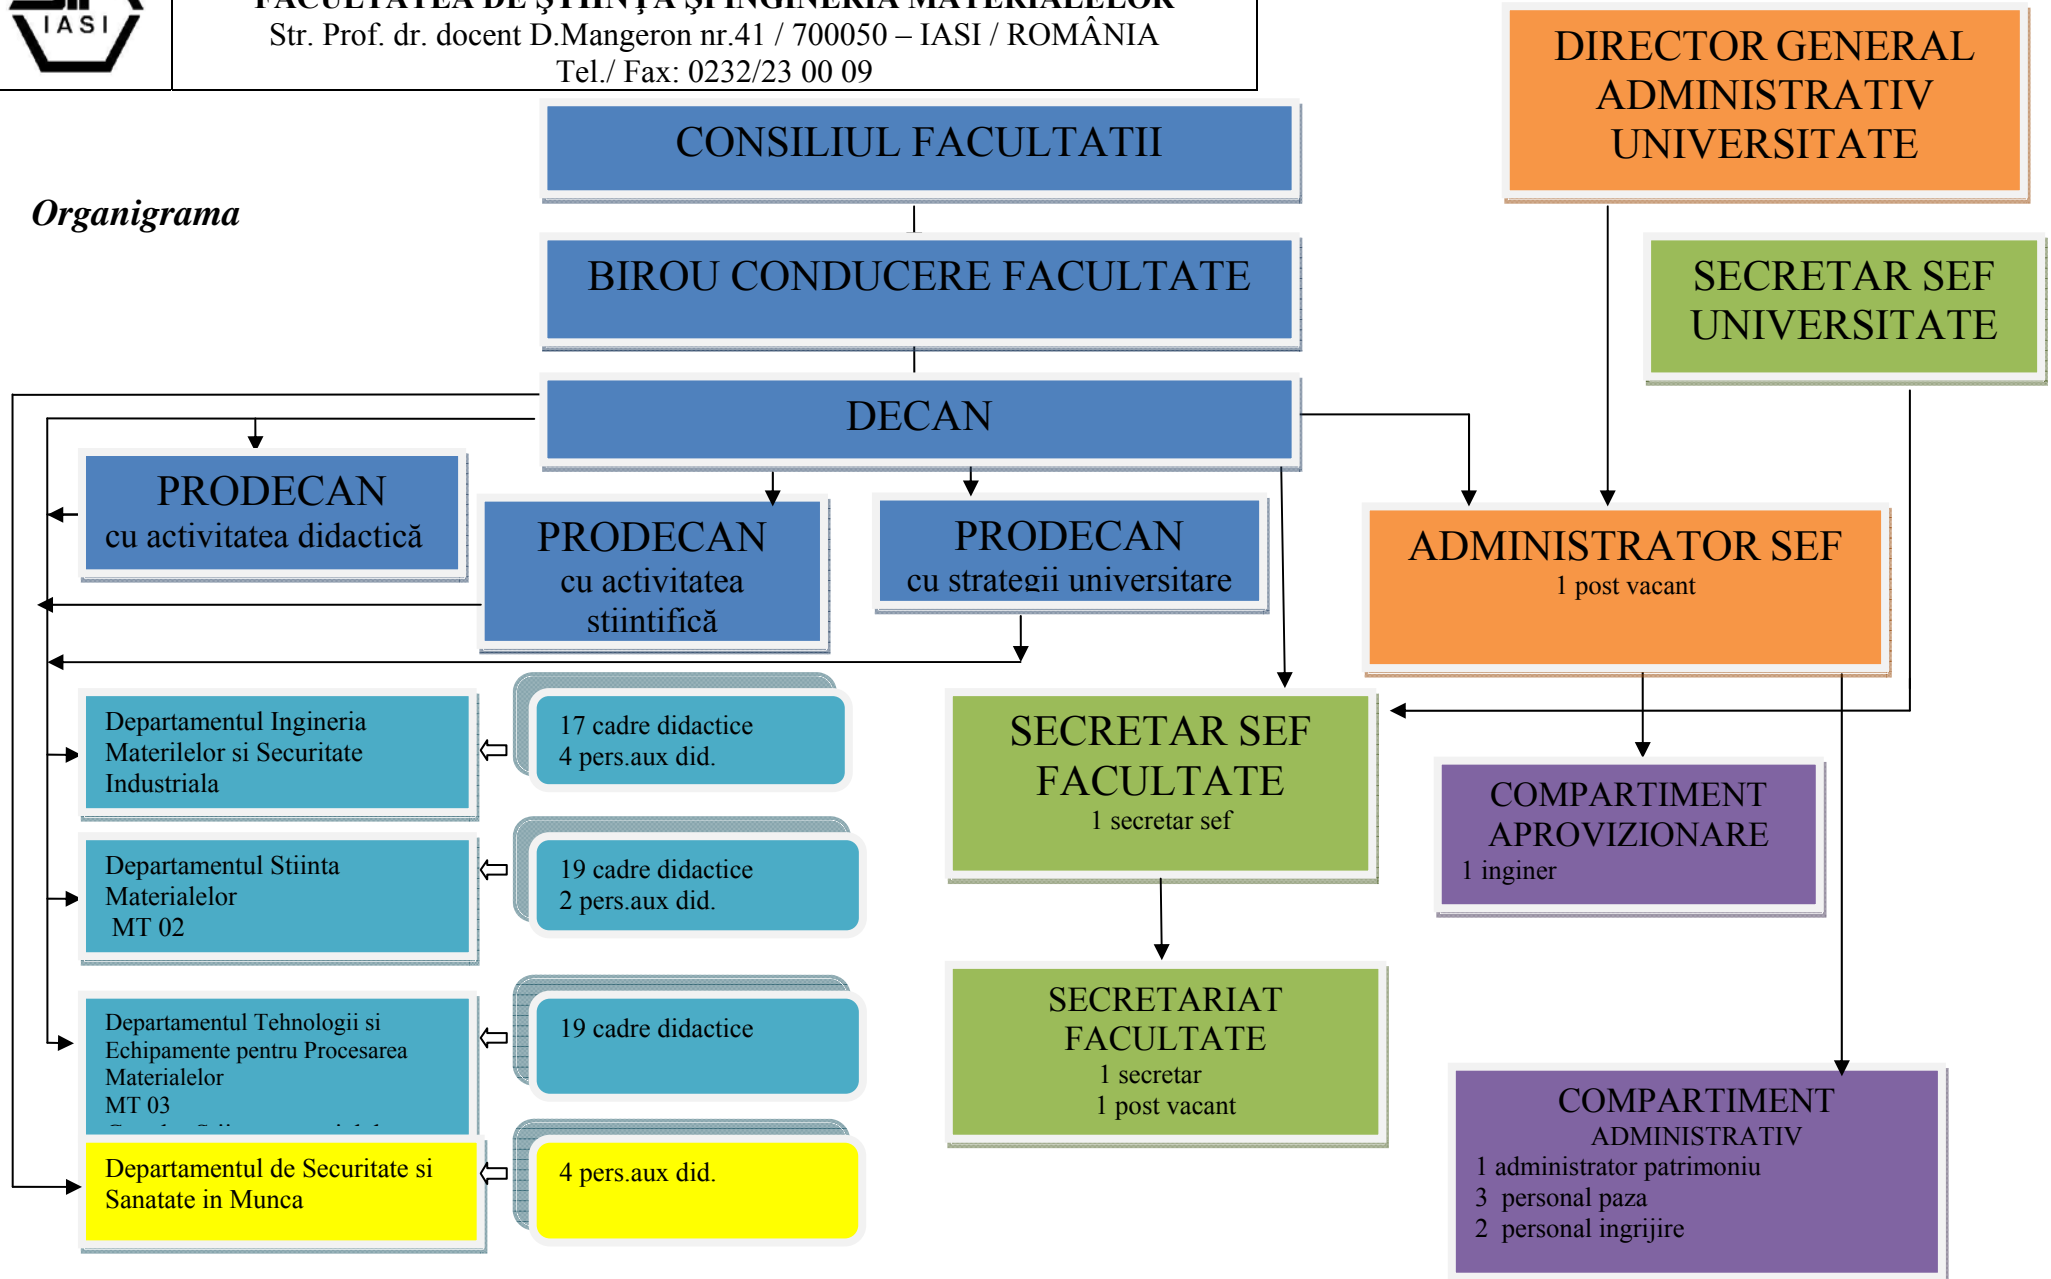 IASI
FACULTATEA DE ŞTIINŢA ŞI INGINERIA MATERIALELOR
Str. Prof. dr. docent D.Mangeron nr.41 / 700050 – IASI / ROMÂNIA
Tel./ Fax: 0232/23 00 09
DIRECTOR GENERAL
ADMINISTRATIV
UNIVERSITATE
CONSILIUL FACULTATII
Organigrama
BIROU CONDUCERE FACULTATE
SECRETAR SEF
UNIVERSITATE
DECAN
PRODECAN
cu activitatea didactică
PRODECAN
cu activitatea
stiintifică
PRODECAN
cu strategii universitare
ADMINISTRATOR SEF
1 post vacant
Departamentul Ingineria
Materilelor si Securitate
Industriala
17 cadre didactice
4 pers.aux did.
SECRETAR SEF
FACULTATE
1 secretar sef
COMPARTIMENT
APROVIZIONARE
1 inginer
Departamentul Stiinta
Materialelor
MT 02
19 cadre didactice
2 pers.aux did.
Departamentul Tehnologii si
Echipamente pentru Procesarea
Materialelor
MT 03
19 cadre didactice
SECRETARIAT
FACULTATE
1 secretar
1 post vacant
COMPARTIMENT
ADMINISTRATIV
1 administrator patrimoniu
3 personal paza
2 personal ingrijire
Departamentul de Securitate si
Sanatate in Munca
4 pers.aux did.